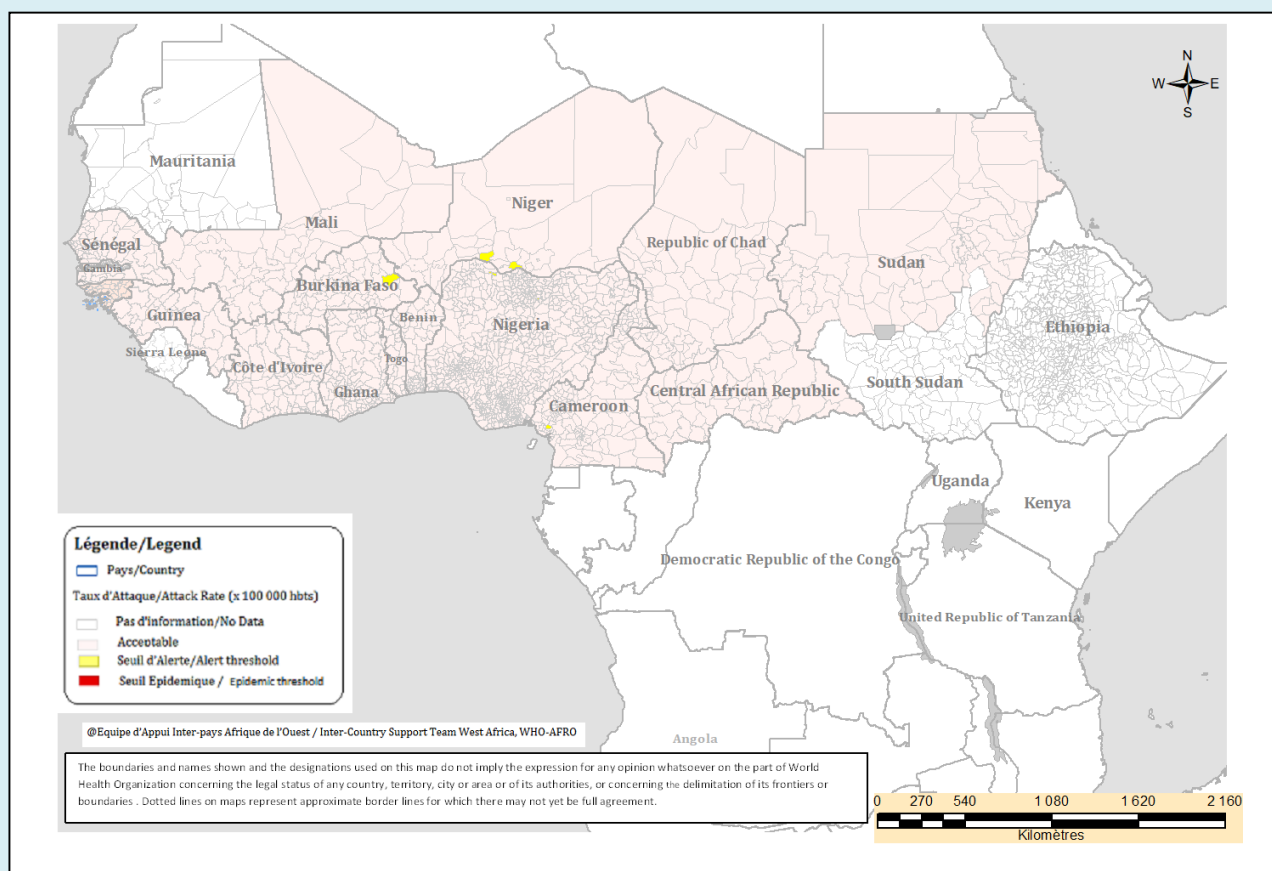 N
W E
S
Mauritania
Mali
Niger
Republic of Chad
Sudan
Sénégal
Gambia
Burkina Faso
Guinea
Benin
Nigeria
Ethiopia
Sierra Leone
Côte d'Ivoire
Togo
Ghana
Cameroon
Central African Republic
South Sudan
Uganda
Kenya
Democratic Republic of the Congo
United Republic of Tanzania
Angola
Légende/Legend
Pays/Country
Taux d'Attaque/Attack Rate (x 100 000 hbts)
Pas d'information/No Data
Acceptable
Seuil d'Alerte/Alert threshold
Seuil Epidemique / Epidemic threshold
@Equipe d'Appui Inter-pays Afrique de l'Ouest / Inter-Country Support Team West Africa, WHO-AFRO
The boundaries and names shown and the designations used on this map do not imply the expression for any opinion whatsoever on the part of World
Health Organization concerning the legal status of any country, territory, city or area or of its authorities, or concerning the delimitation of its frontiers or
boundaries . Dotted lines on maps represent approximate border lines for which there may not yet be full agreement.
0 270 540 1 080 1 620 2 160
Kilomètres